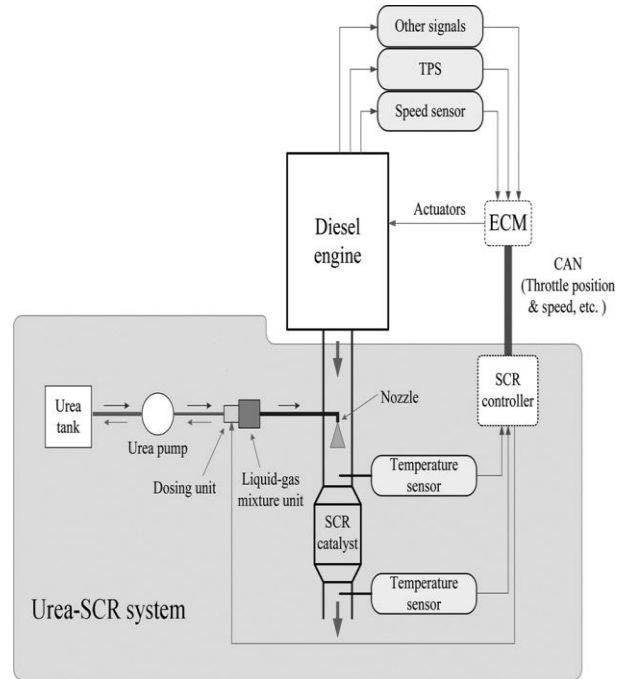 Other signals
TPS
Speed sensor
Diesel
engine
Actuators
ECM
CAN
(Throttle position
& speed, etc. )
Urea
tank
Urea pump
Dosing unit
Liquid-gas
mixture unit
Nozzle
SCR
controller
Temperature
sensor
SCR
catalyst
Temperature
sensor
Urea-SCR system